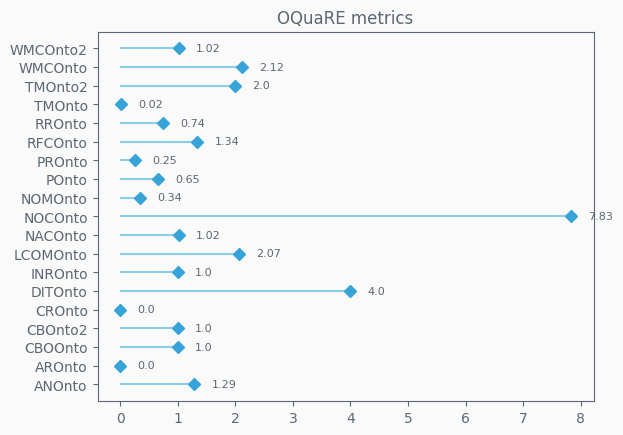 OQuaRE metrics
WMCOnto2 1.02
WMCOnto 2.12
TMOnto2 2.0
TMOnto 0.02
RROnto 0.74
RFCOnto 1.34
PROnto 0.25
POnto 0.65
NOMOnto 0.34
NOCOnto 7.83
NACOnto 1.02
LCOMOnto 2.07
INROnto 1.0
DITOnto 4.0
CROnto 0.0
CBOnto2 1.0
CBOOnto 1.0
AROnto 0.0
ANOnto 1.29
0 1 2 3 4 5 6 7 8